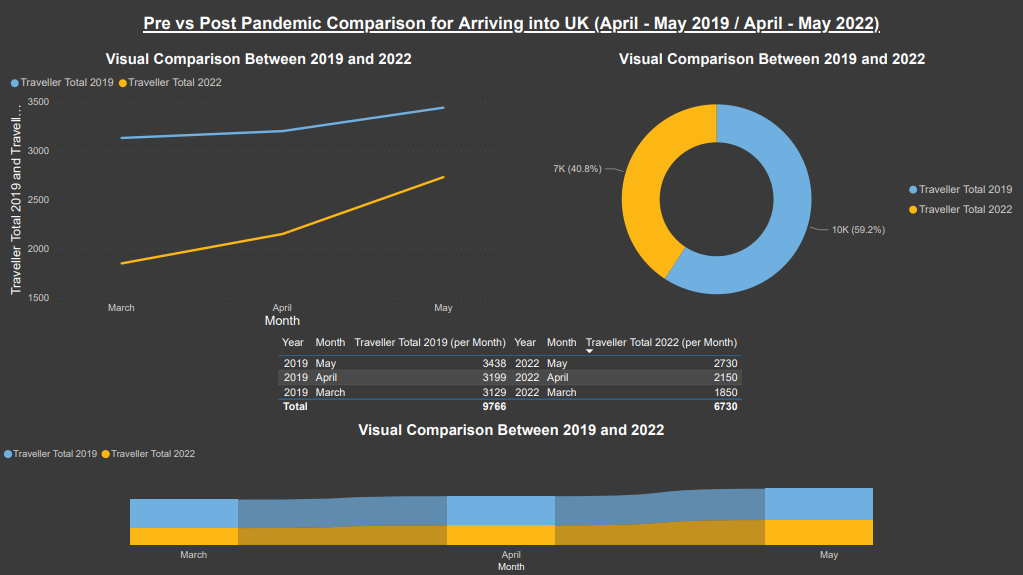 Pre vs Post Pandemic Comparison for Arriving into UK (April - May 2019 / April - May 2022)
Visual Comparison Between 2019 and 2022
Traveller Total 2019 Traveller Total 2022
Traveller Total 2019 and Travell...
3500
3000
2500
2000
1500
March April May
Month
Visual Comparison Between 2019 and 2022
7K (40.8%)
10K (59.2%)
Traveller Total 2019
Traveller Total 2022
Year Month Traveller Total 2019 (per Month) Year Month Traveller Total 2022 (per Month)
2019 May 3438 2022 May 2730
2019 April 3199 2022 April 2150
2019 March 3129 2022 March 1850
Total 9766 6730
Visual Comparison Between 2019 and 2022
Traveller Total 2019 Traveller Total 2022
March April May
Month